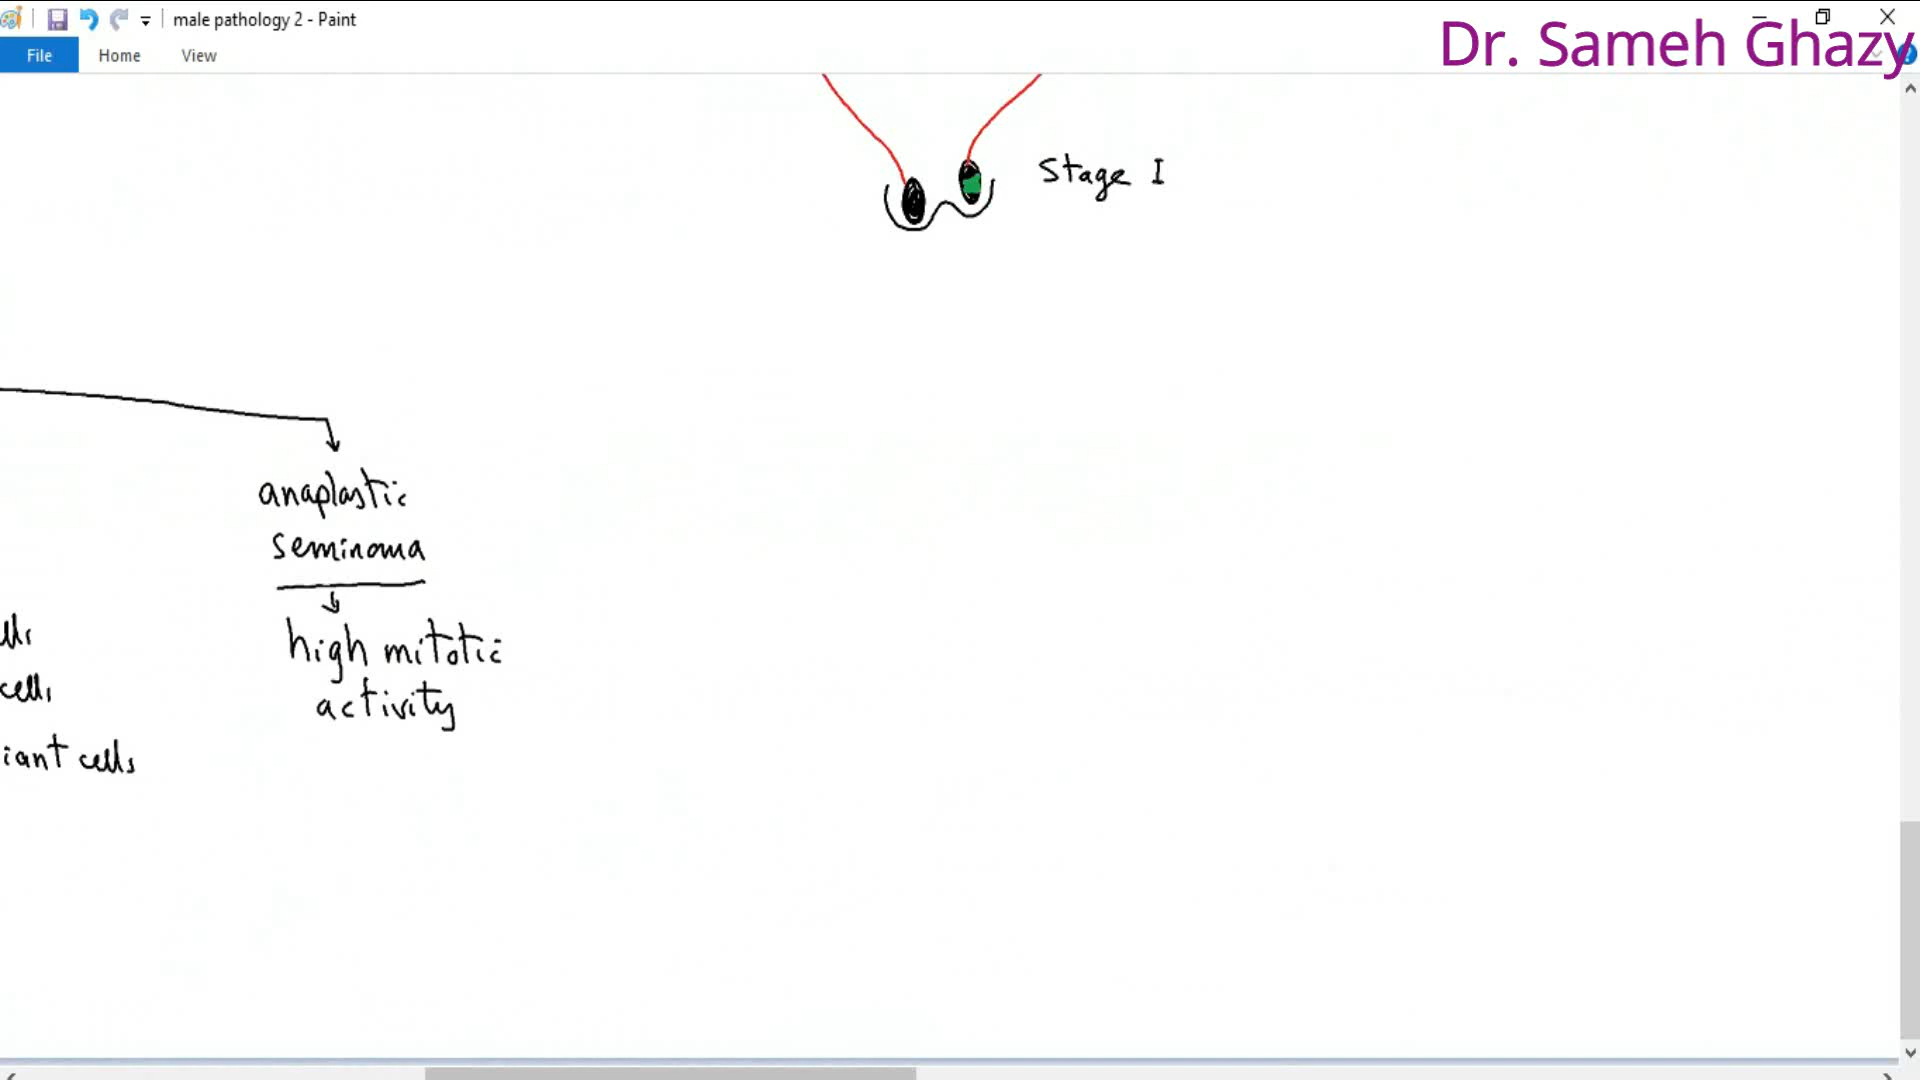 male pathology 2 - Paint
Dr. Sameh Ghazy
File Home View
Stage I
anaplastic
seminoma
high mitotic
activity
cells
iant cells